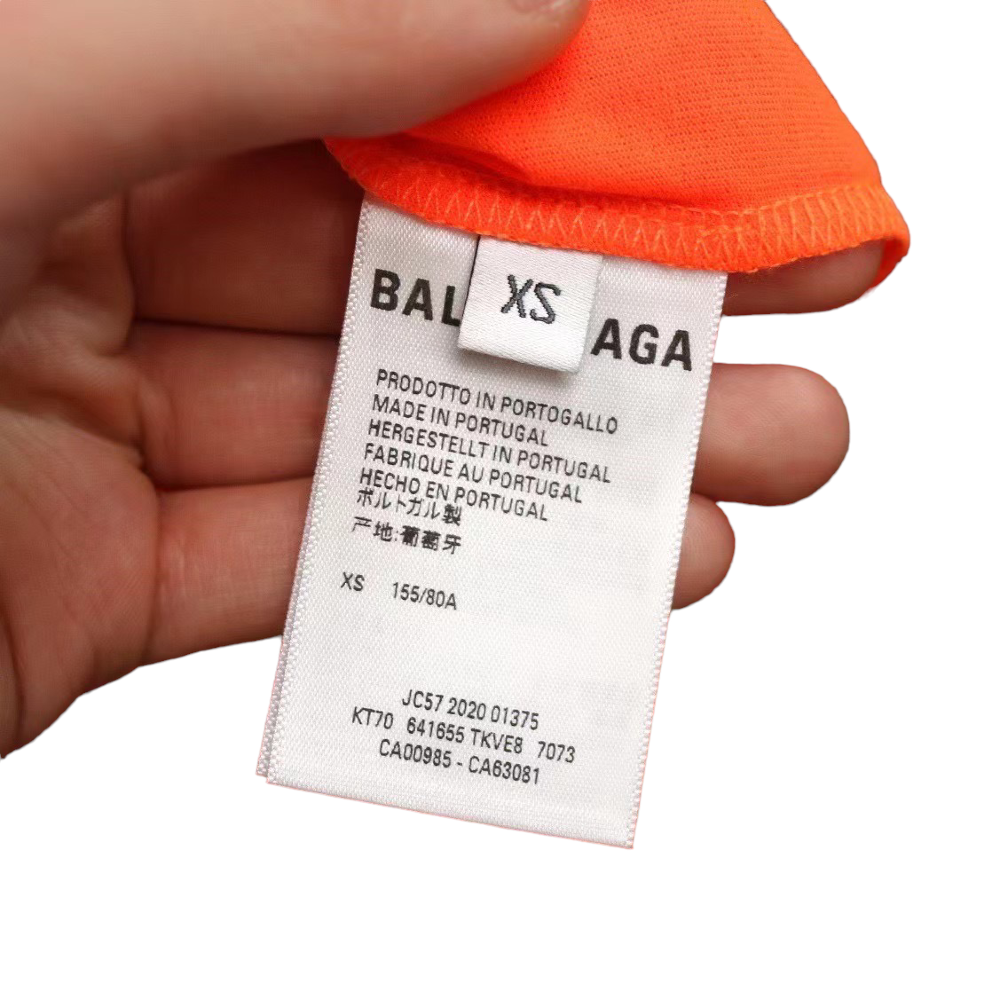 XS
BAL AGA
PRODOTTO IN PORTOGALLO
MADE IN PORTUGAL
HERGESTELLT IN PORTUGAL
FABRIQUE AU PORTUGAL
HECHO EN PORTUGAL
ポルトガル製
产地:葡萄牙
XS 155/80A
JC57 2020 01375
KT70 641655 TKVE8 7073
CA00985 - CA63081